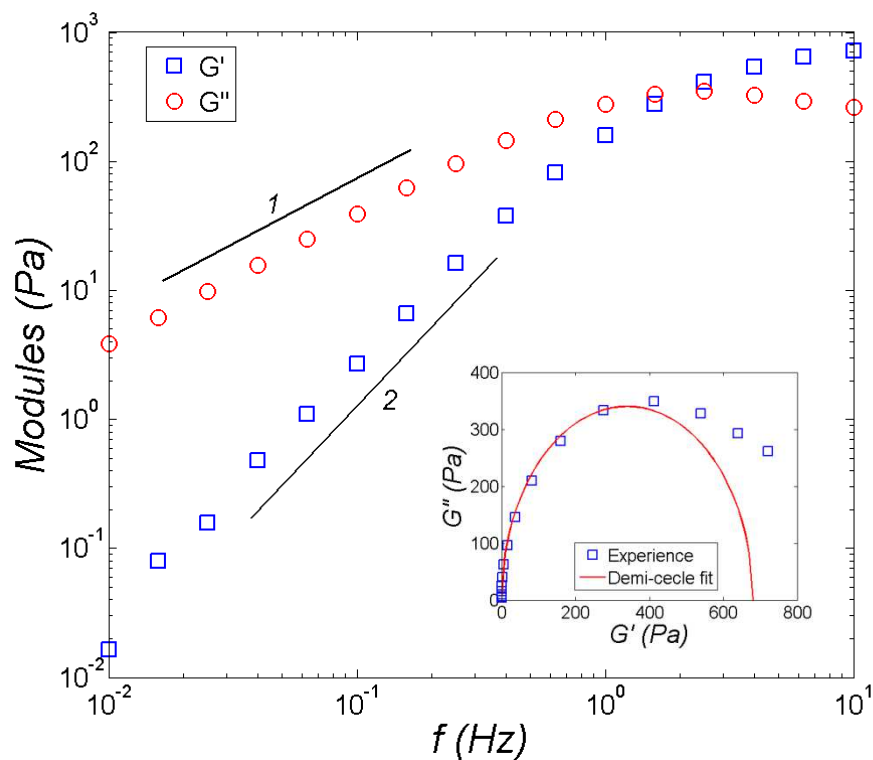 10³
G'
G''
10²
1
10¹
Modules (Pa)
2
10⁰
400
300
G'' (Pa)
200
100
Experience
Demi-cecle fit
0
0 200 400 600 800
G' (Pa)
10⁻¹
10⁻²
10⁻² 10⁻¹ 10⁰ 10¹
f (Hz)